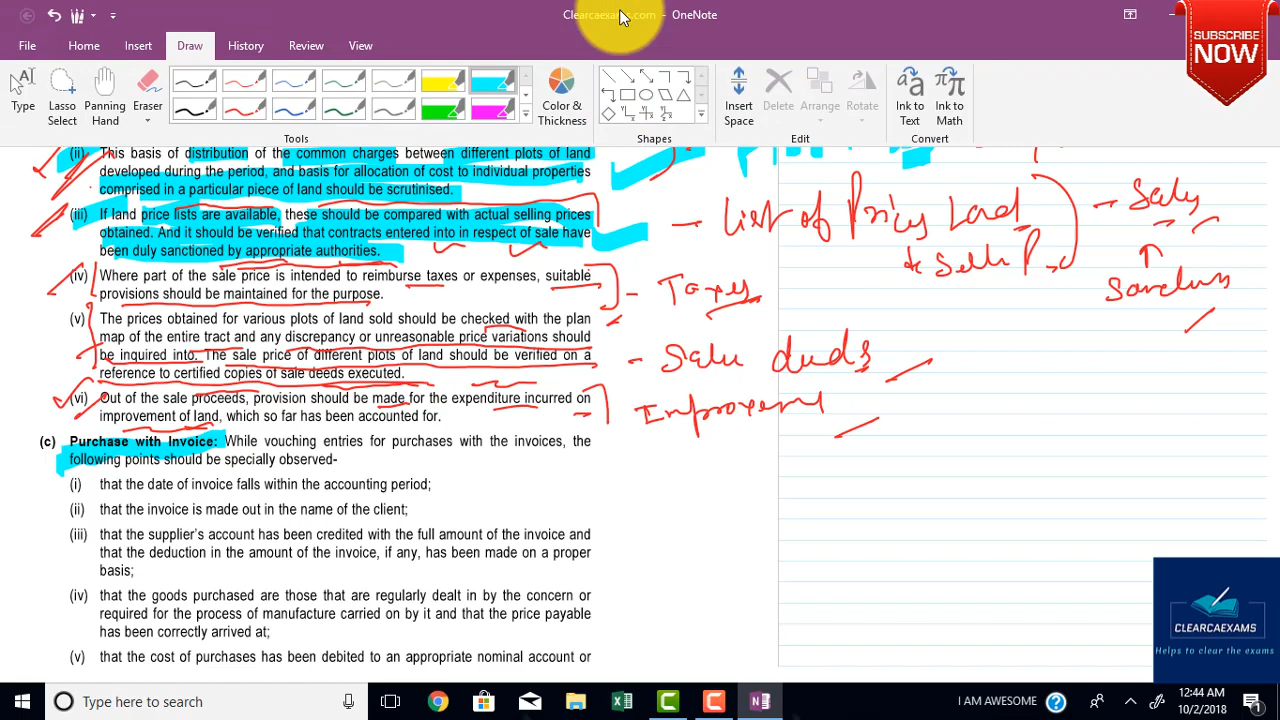 Clearcaexams.com - OneNote
SUBSCRIBE
NOW
File Home Insert Draw History Review View
Type
Lasso
Select
Panning
Hand
Eraser
Color &
Thickness
Insert
Space
Delete
Arrange
Rotate
Ink to
Text
Ink to
Math
Tools
Shapes
Edit
Convert
(ii) This basis of distribution of the common charges between different plots of land
developed during the period, and basis for allocation of cost to individual properties
comprised in a particular piece of land should be scrutinised.
(iii) If land price lists are available, these should be compared with actual selling prices
obtained. And it should be verified that contracts entered into in respect of sale have
been duly sanctioned by appropriate authorities.
(iv) Where part of the sale price is intended to reimburse taxes or expenses, suitable
provisions should be maintained for the purpose.
(v) The prices obtained for various plots of land sold should be checked with the plan
map of the entire tract and any discrepancy or unreasonable price variations should
be inquired into. The sale price of different plots of land should be verified on a
reference to certified copies of sale deeds executed.
(vi) Out of the sale proceeds, provision should be made for the expenditure incurred on
improvement of land, which so far has been accounted for.
(c) Purchase with Invoice: While vouching entries for purchases with the invoices, the
following points should be specially observed-
(i) that the date of invoice falls within the accounting period;
(ii) that the invoice is made out in the name of the client;
(iii) that the supplier's account has been credited with the full amount of the invoice and
that the deduction in the amount of the invoice, if any, has been made on a proper
basis;
(iv) that the goods purchased are those that are regularly dealt in by the concern or
required for the process of manufacture carried on by it and that the price payable
has been correctly arrived at;
(v) that the cost of purchases has been debited to an appropriate nominal account or
- List of Prices Land
- Taxes
CLEARCAEXAMS
Helps to clear the exams
Type here to search
I AM AWESOME
12:44 AM
10/2/2018
1